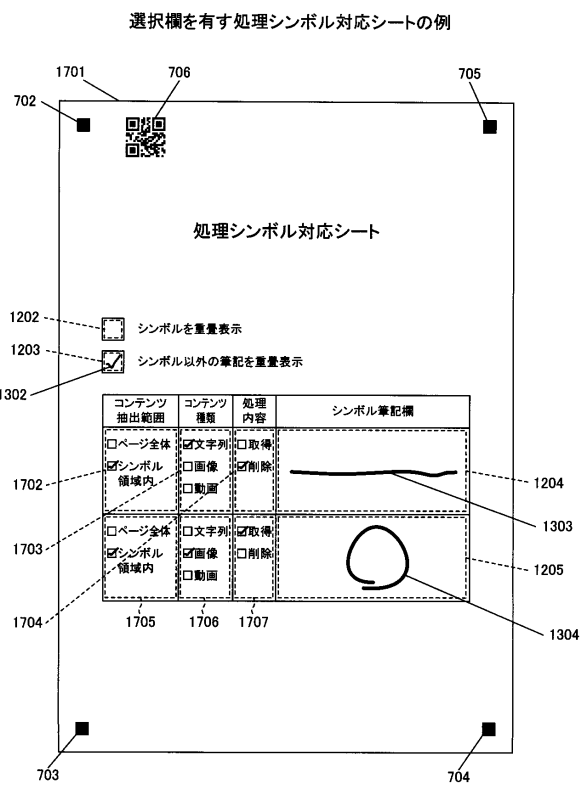 選択欄を有す処理シンボル対応シートの例
1701
706
705
702
処理シンボル対応シート
1202
シンボルを重畳表示
1203
シンボル以外の筆記を重畳表示
1302
コンテンツ抽出範囲
コンテンツ種類
処理内容
シンボル筆記欄
ページ全体
文字列
取得
シンボル領域内
画像
削除
動画
1702
1204
1303
ページ全体
文字列
取得
シンボル領域内
画像
削除
動画
1703
1205
1704
1705
1706
1707
1304
703
704